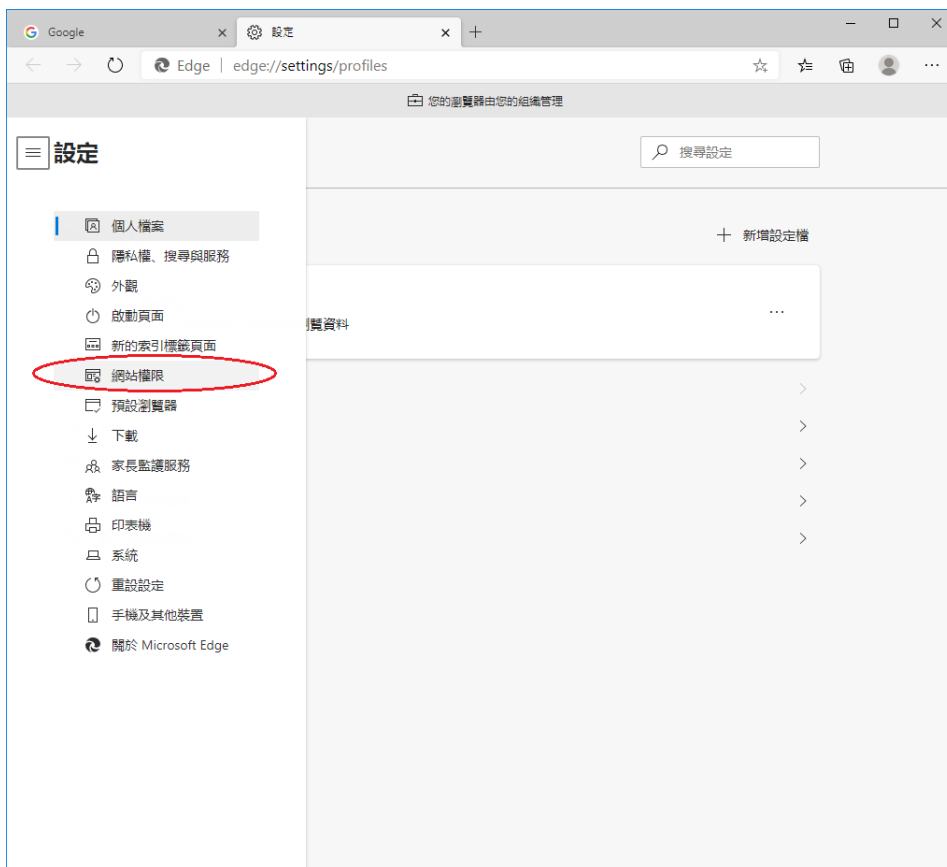 Google
設定
Edge | edge://settings/profiles
您的瀏覽器由您的組織管理
設定
搜尋設定
個人檔案
新增設定檔
隱私權、搜尋與服務
外觀
啟動頁面
瀏覽資料
新的索引標籤頁面
網站權限
預設瀏覽器
下載
家長監護服務
語言
印表機
系統
重設設定
手機及其他裝置
關於 Microsoft Edge